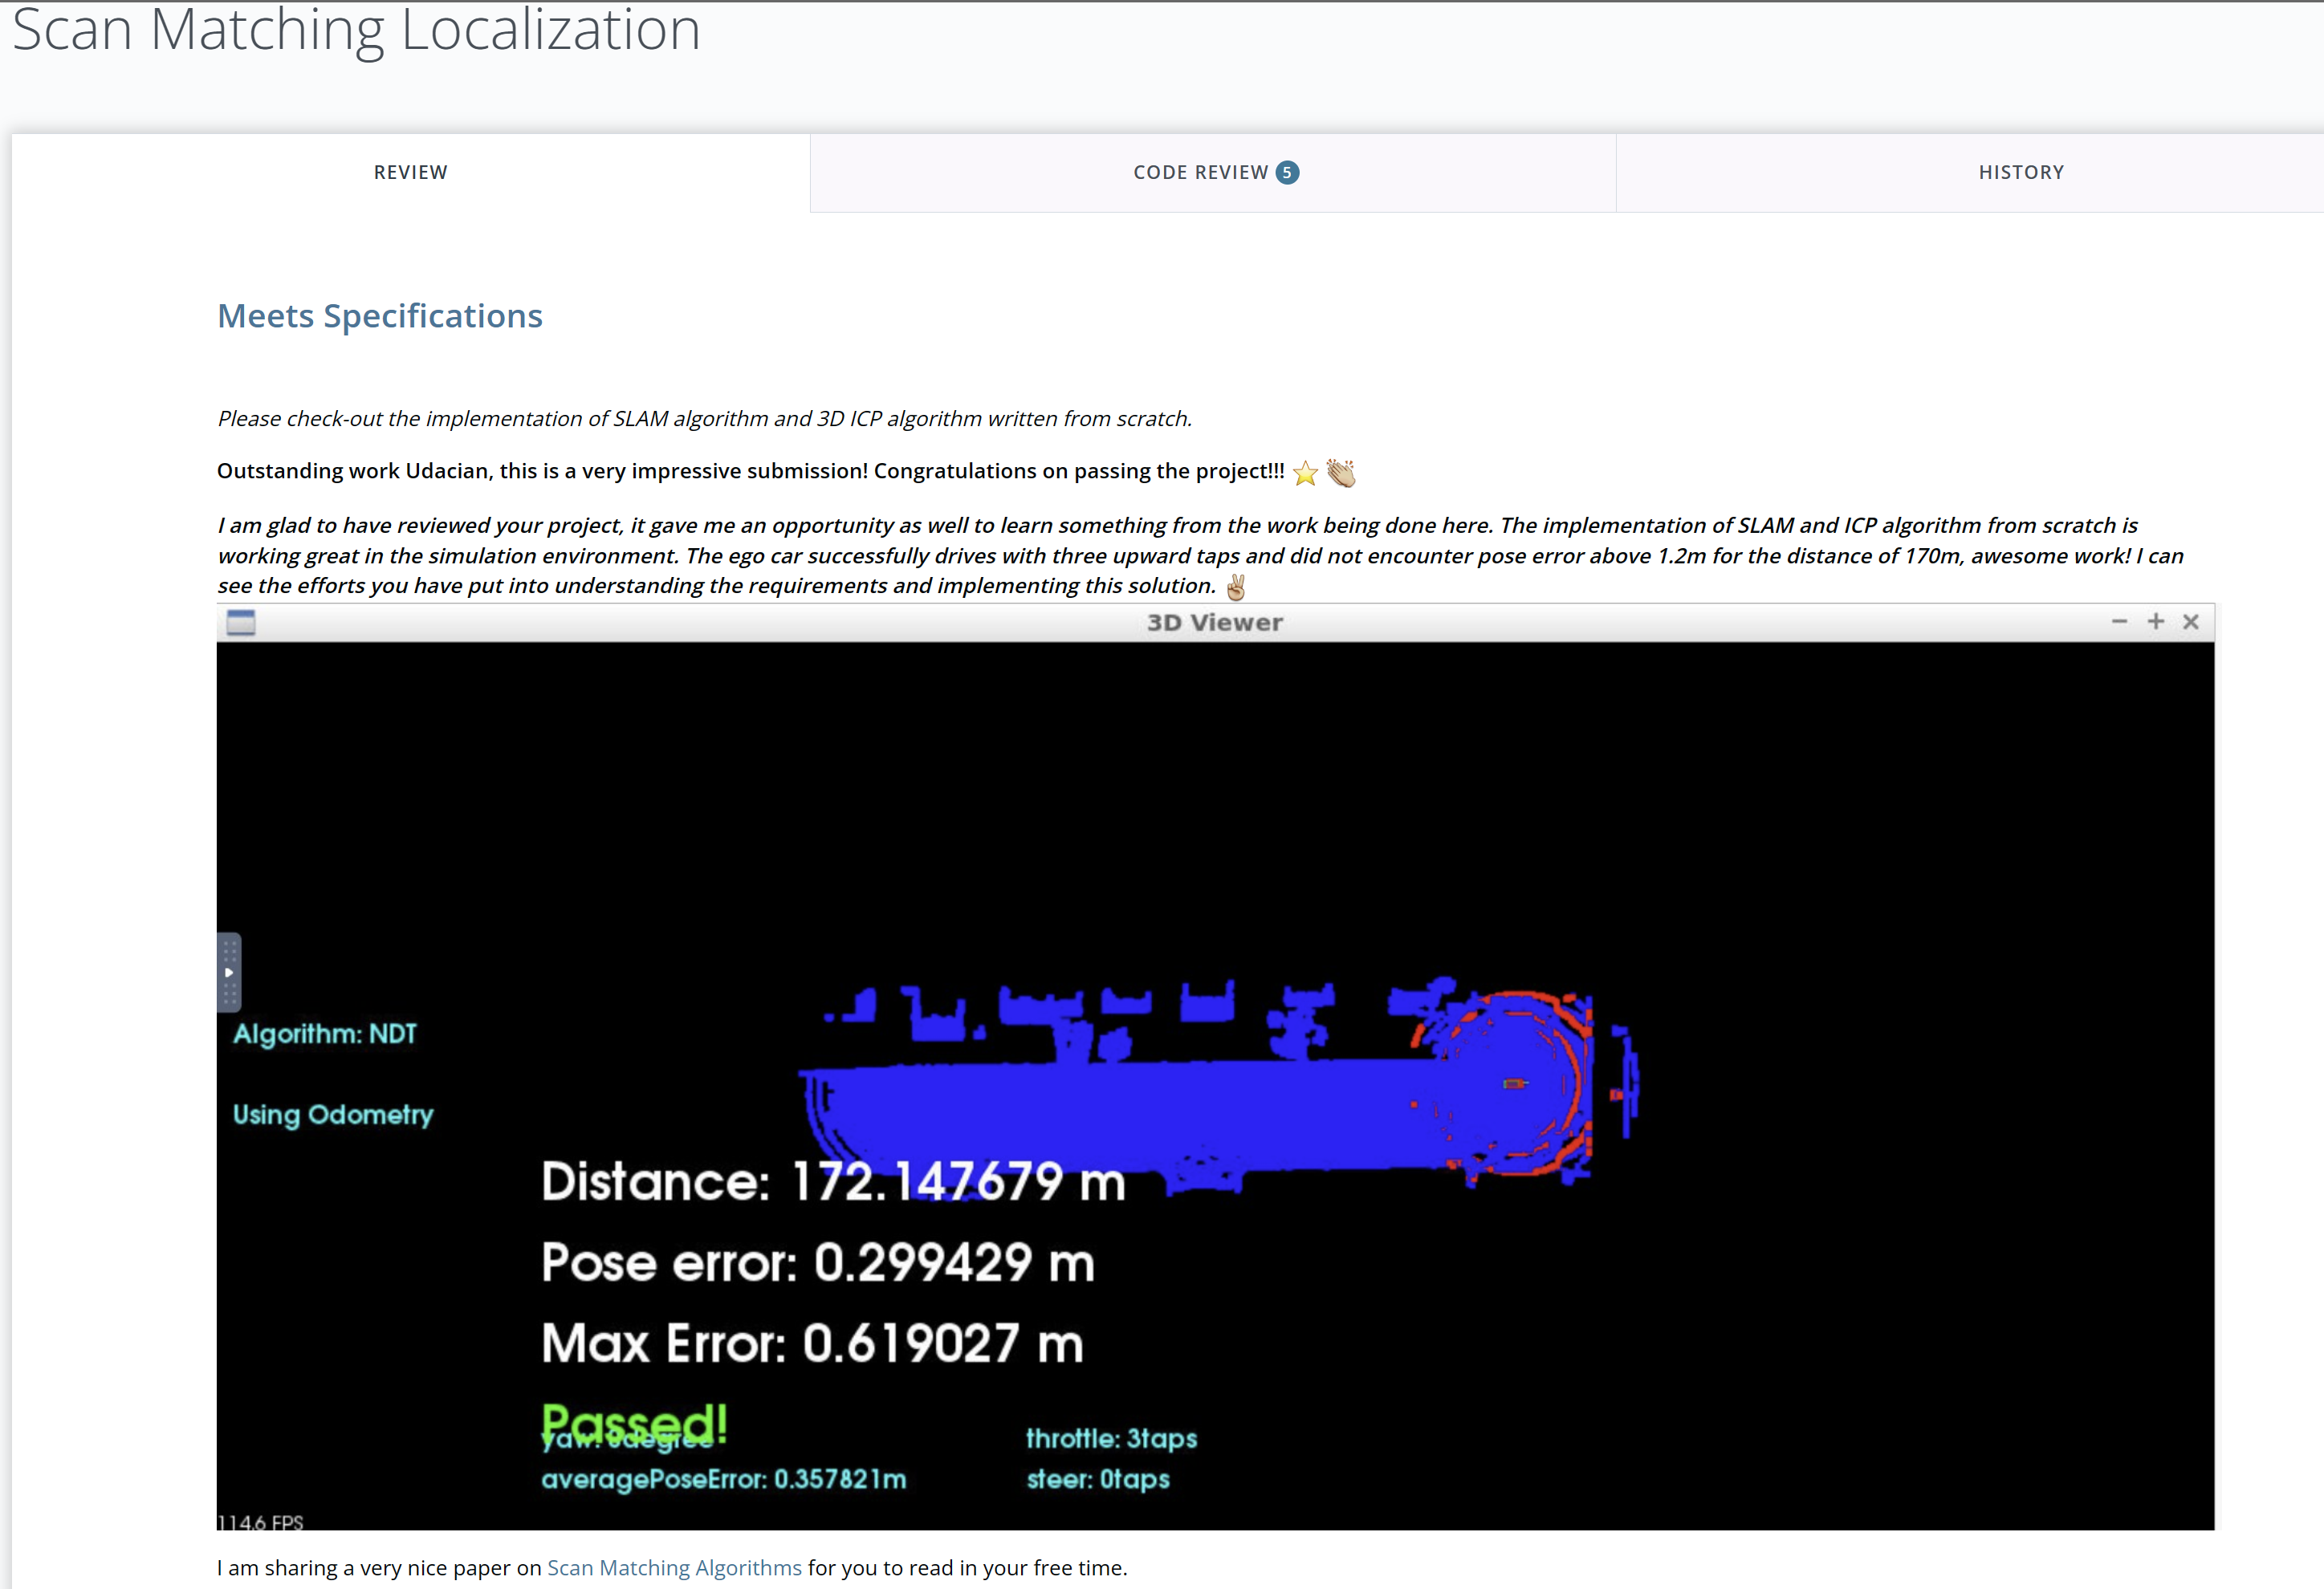 Scan Matching Localization
REVIEW
CODE REVIEW 5
HISTORY
Meets Specifications
Please check-out the implementation of SLAM algorithm and 3D ICP algorithm written from scratch.
Outstanding work Udacian, this is a very impressive submission! Congratulations on passing the project!!! ⭐ 👏🏼
I am glad to have reviewed your project, it gave me an opportunity as well to learn something from the work being done here. The implementation of SLAM and ICP algorithm from scratch is
working great in the simulation environment. The ego car successfully drives with three upward taps and did not encounter pose error above 1.2m for the distance of 170m, awesome work! I can
see the efforts you have put into understanding the requirements and implementing this solution. ✌🏼
3D Viewer
Algorithm: NDT
Using Odometry
Distance: 172.147679 m
Pose error: 0.299429 m
Max Error: 0.619027 m
Passed!
yaw: 0degree
throttle: 3taps
averagePoseError: 0.357821m
steer: 0taps
114.6 FPS
I am sharing a very nice paper on Scan Matching Algorithms for you to read in your free time.